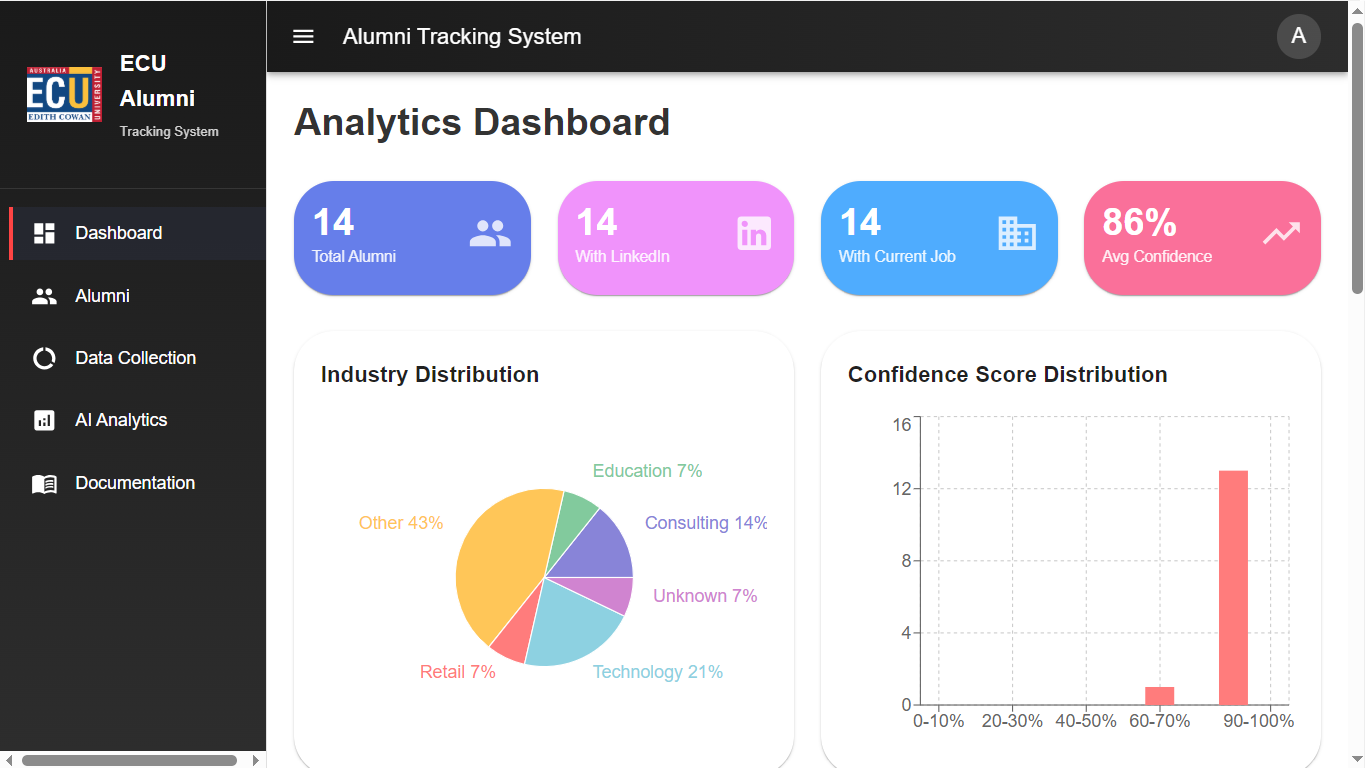 AUSTRALIA
ECU
UNIVERSITY
EDITH COWAN
ECU
Alumni
Tracking System
Dashboard
Alumni
Data Collection
AI Analytics
Documentation
Alumni Tracking System
A
Analytics Dashboard
14
Total Alumni
14
With LinkedIn
in
14
With Current Job
86%
Avg Confidence
Industry Distribution
Education 7%
Other 43%
Consulting 14%
Unknown 7%
Retail 7%
Technology 21%
Confidence Score Distribution
16
12
8
4
0
0-10% 20-30% 40-50% 60-70% 90-100%